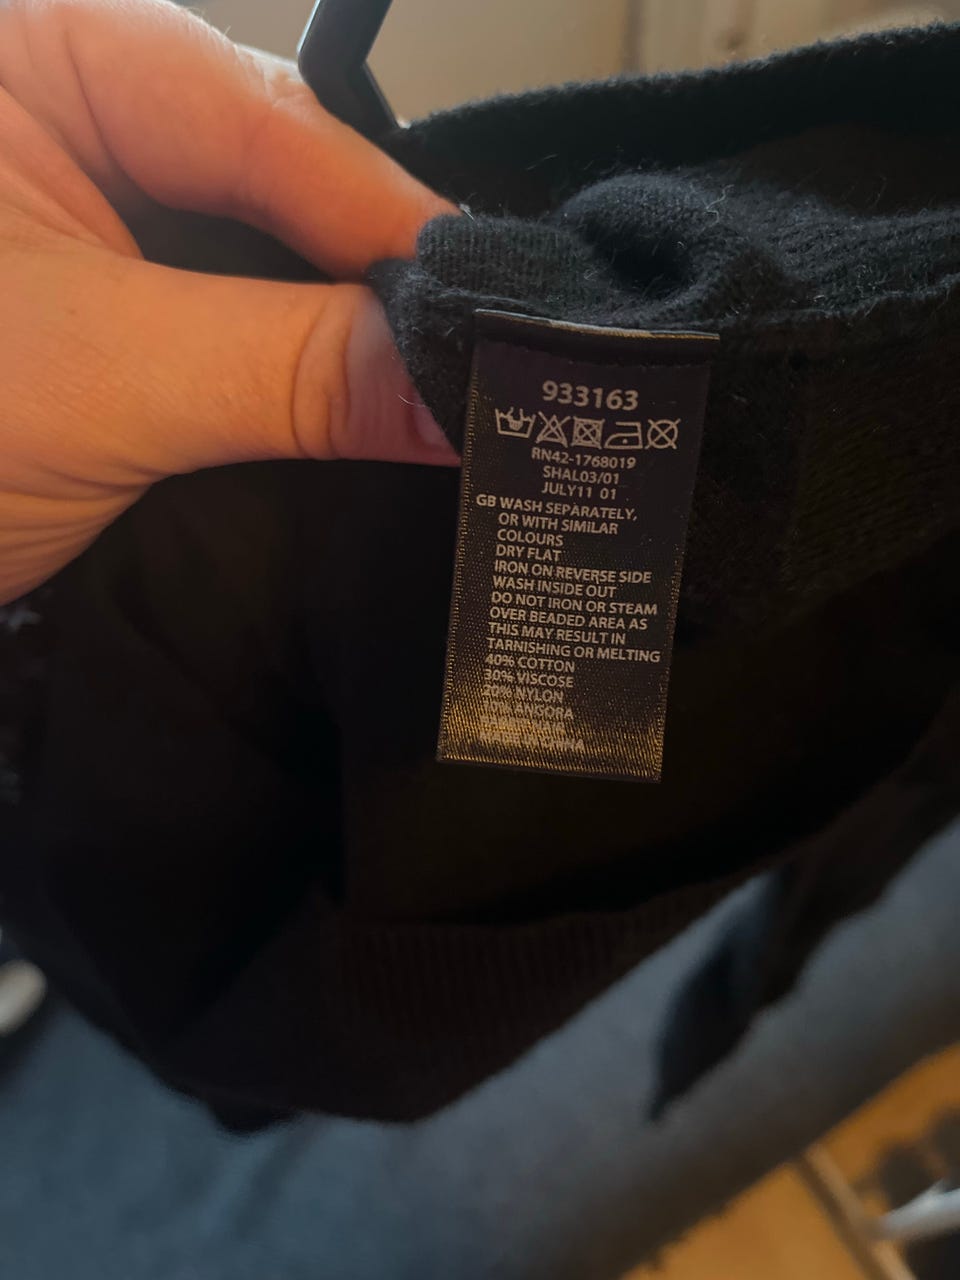 933163
RN42-1768019
SHAL03/01
JULY11 01
GB WASH SEPARATELY,
OR WITH SIMILAR
COLOURS
DRY FLAT
IRON ON REVERSE SIDE
WASH INSIDE OUT
DO NOT IRON OR STEAM
OVER BEADED AREA AS
THIS MAY RESULT IN
TARNISHING OR MELTING
40% COTTON
30% VISCOSE
20% NYLON
10% ANGORA